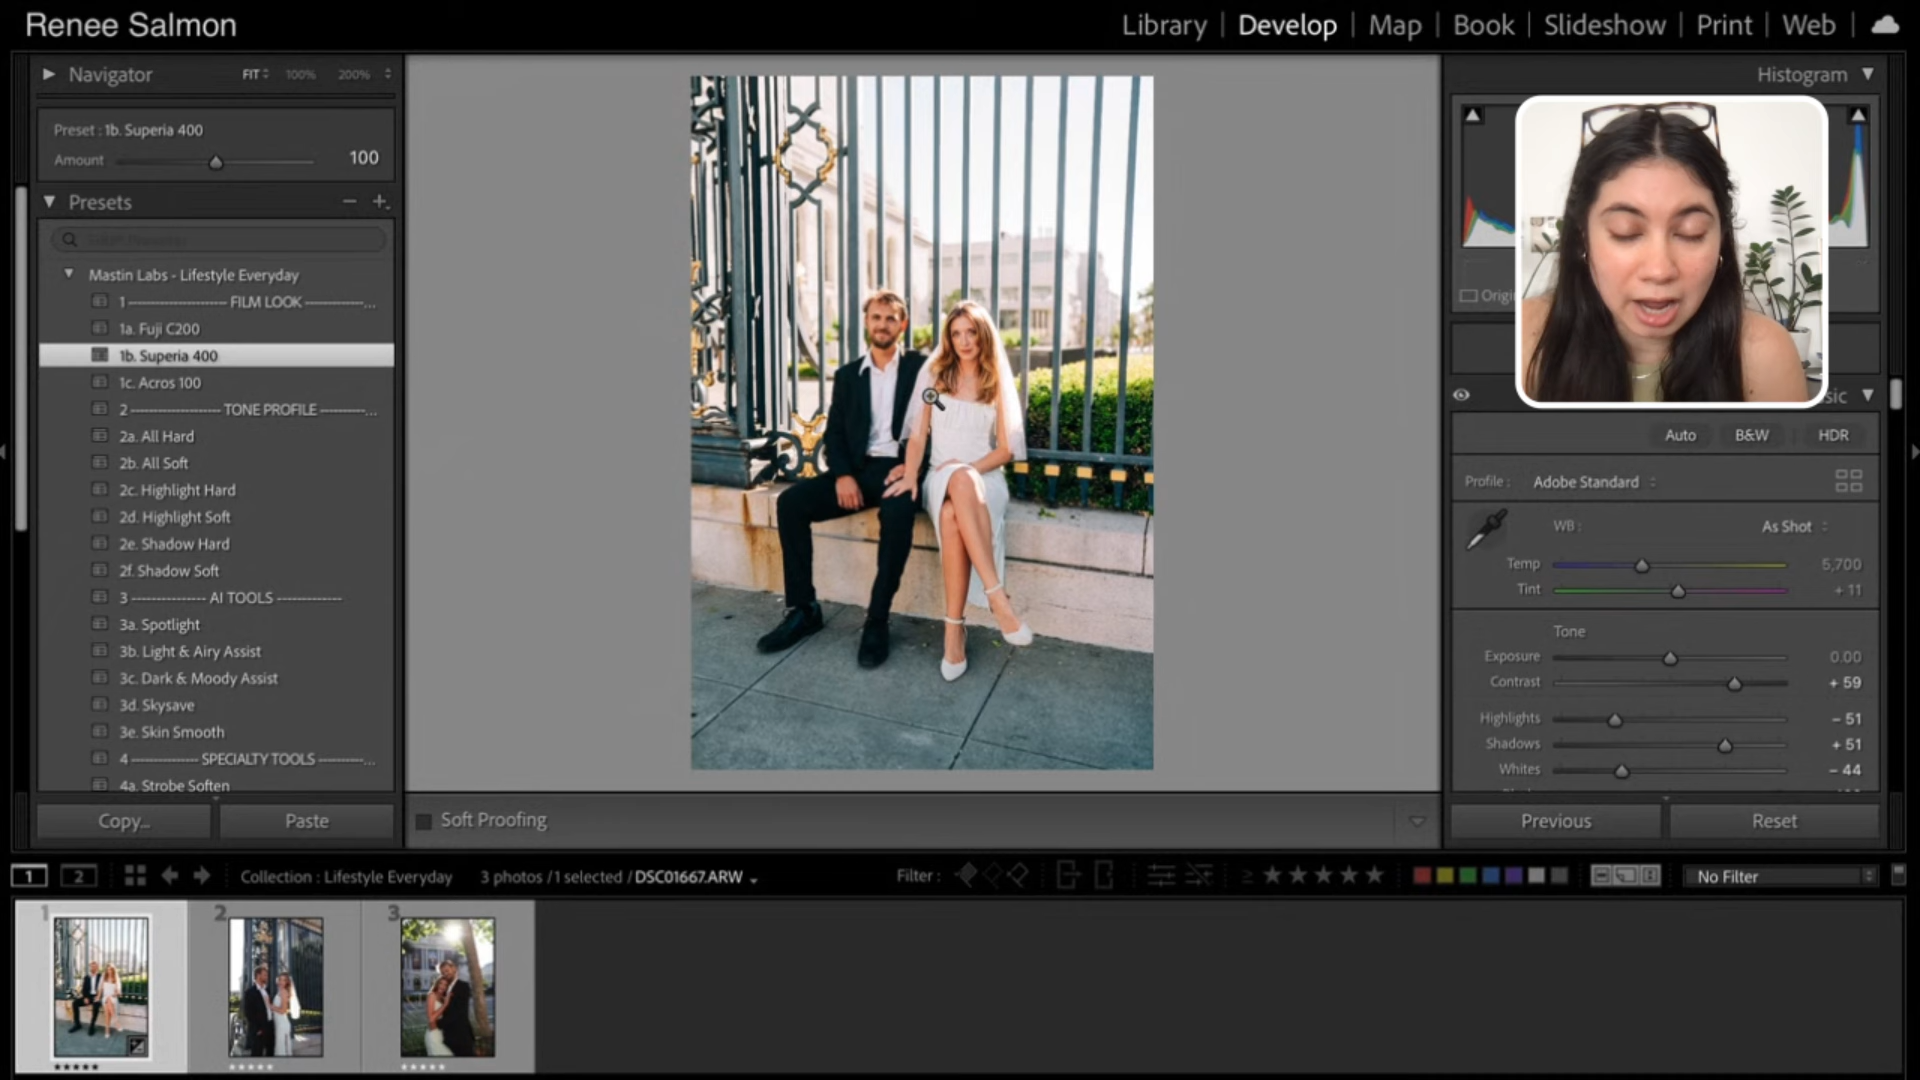 Renee Salmon
Library | Develop | Map | Book | Slideshow | Print | Web
Navigator FIT 100% 200%
Preset : 1b. Superia 400
Amount 100
Presets
Mastin Labs - Lifestyle Everyday
1 --------------------- FILM LOOK -------------...
1a. Fuji C200
1b. Superia 400
1c. Acros 100
2 -------------------- TONE PROFILE ----------...
2a. All Hard
2b. All Soft
2c. Highlight Hard
2d. Highlight Soft
2e. Shadow Hard
2f. Shadow Soft
3 ---------------- AI TOOLS -------------
3a. Spotlight
3b. Light & Airy Assist
3c. Dark & Moody Assist
3d. Skysave
3e. Skin Smooth
4 -------------- SPECIALTY TOOLS ---------...
4a. Strobe Soften
Copy... Paste
Soft Proofing
Histogram
Origi
sic
Auto B&W HDR
Profile : Adobe Standard
WB : As Shot
Temp 5,700
Tint + 11
Tone
Exposure 0.00
Contrast + 59
Highlights - 51
Shadows + 51
Whites - 44
Previous Reset
1 2 Collection : Lifestyle Everyday 3 photos / 1 selected / DSC01667.ARW Filter : ≥ ★★★★★ No Filter
1 2 3